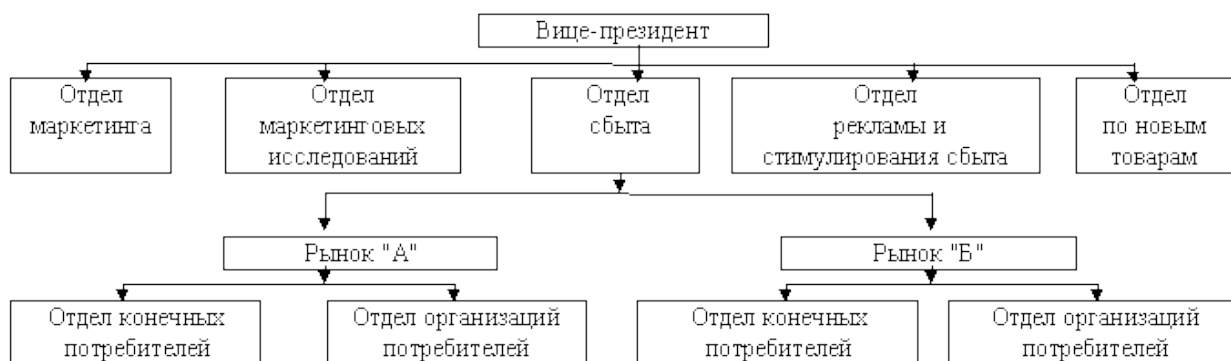 Вице-президент
Отдел
маркетинга
Отдел
маркетинговых
исследований
Отдел
сбыта
Отдел
рекламы и
стимулирования сбыта
Отдел
по новым
товарам
Рынок "А"
Рынок "Б"
Отдел конечных
потребителей
Отдел организаций
потребителей
Отдел конечных
потребителей
Отдел организаций
потребителей